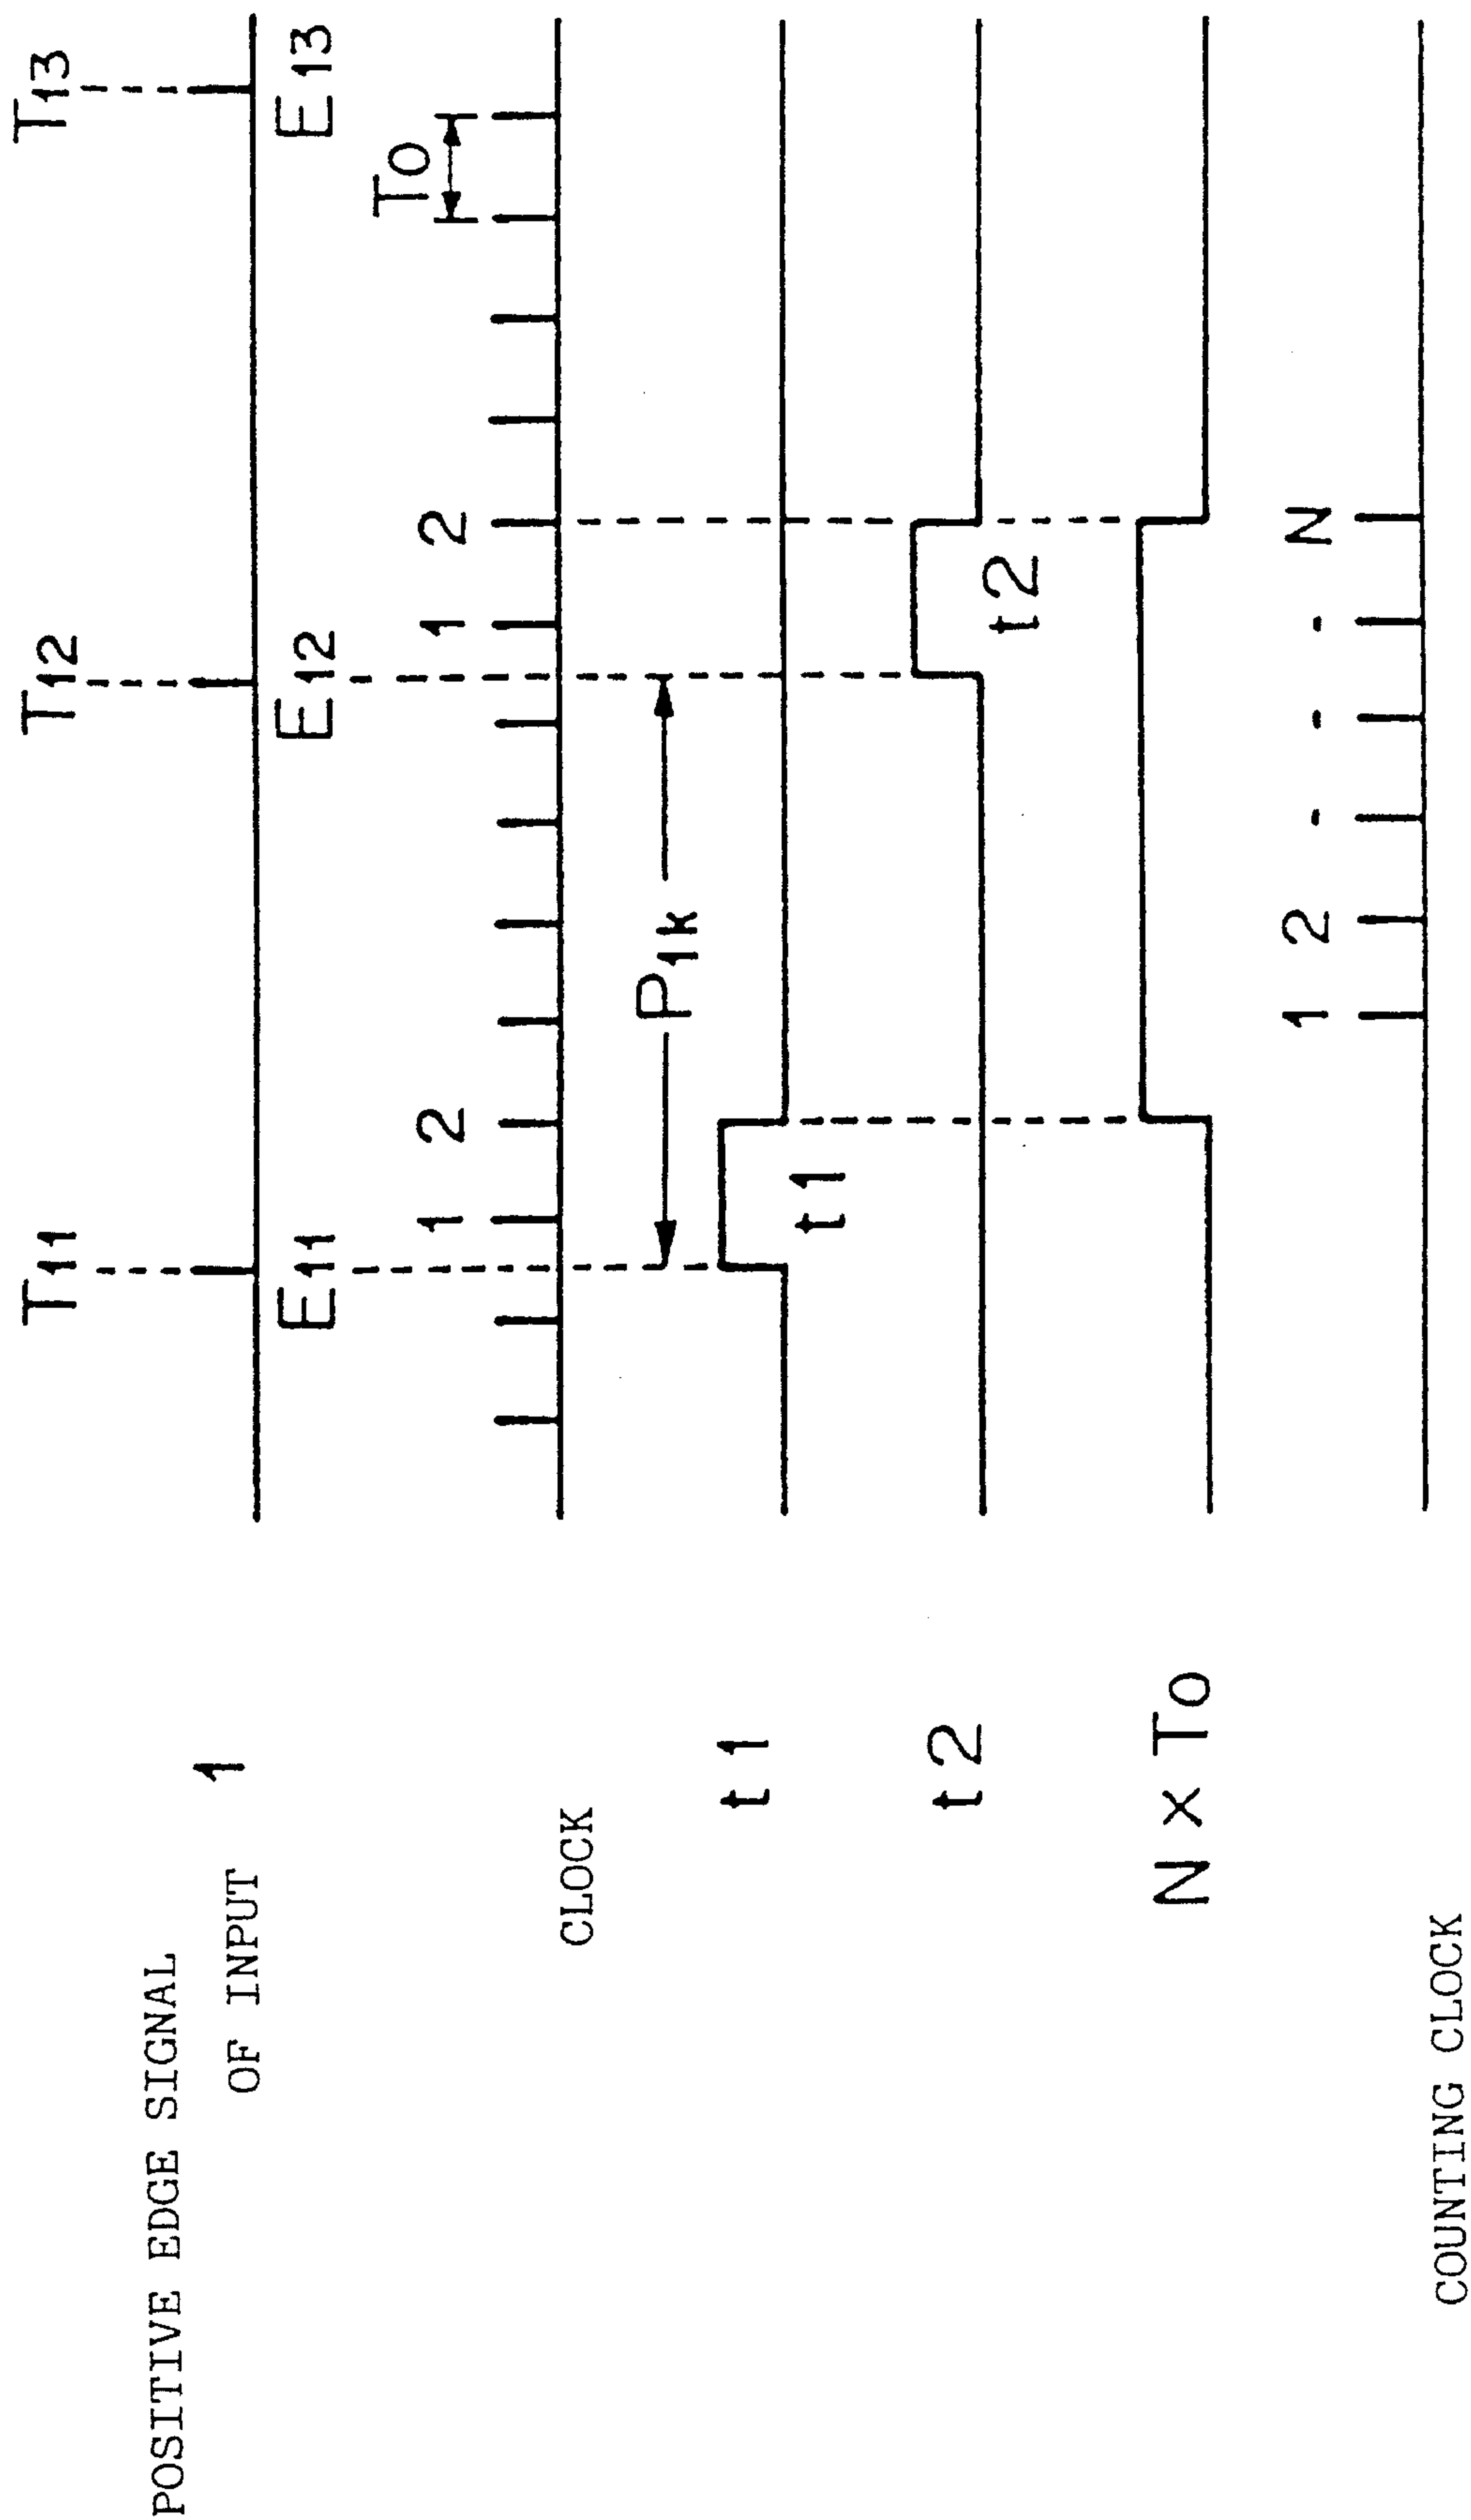 T11 T12 T13
POSITIVE EDGE SIGNAL
OF INPUT 1
E11 E12 E13
To
1 2 1 2
CLOCK
P1k
t1
t1
t2
t2
N × To
1 2 - - - N
COUNTING CLOCK